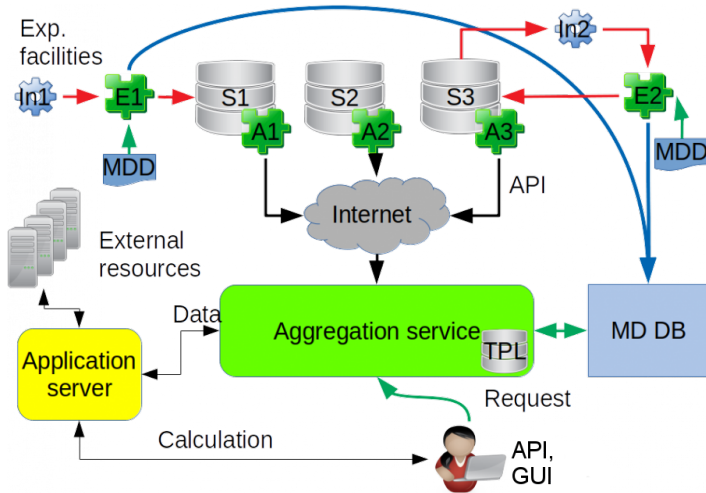 Exp.
facilities
In1
E1
MDD
S1
A1
S2
A2
S3
A3
In2
E2
MDD
API
Internet
External
resources
Data
Aggregation service
TPL
MD DB
Application
server
Request
Calculation
API,
GUI